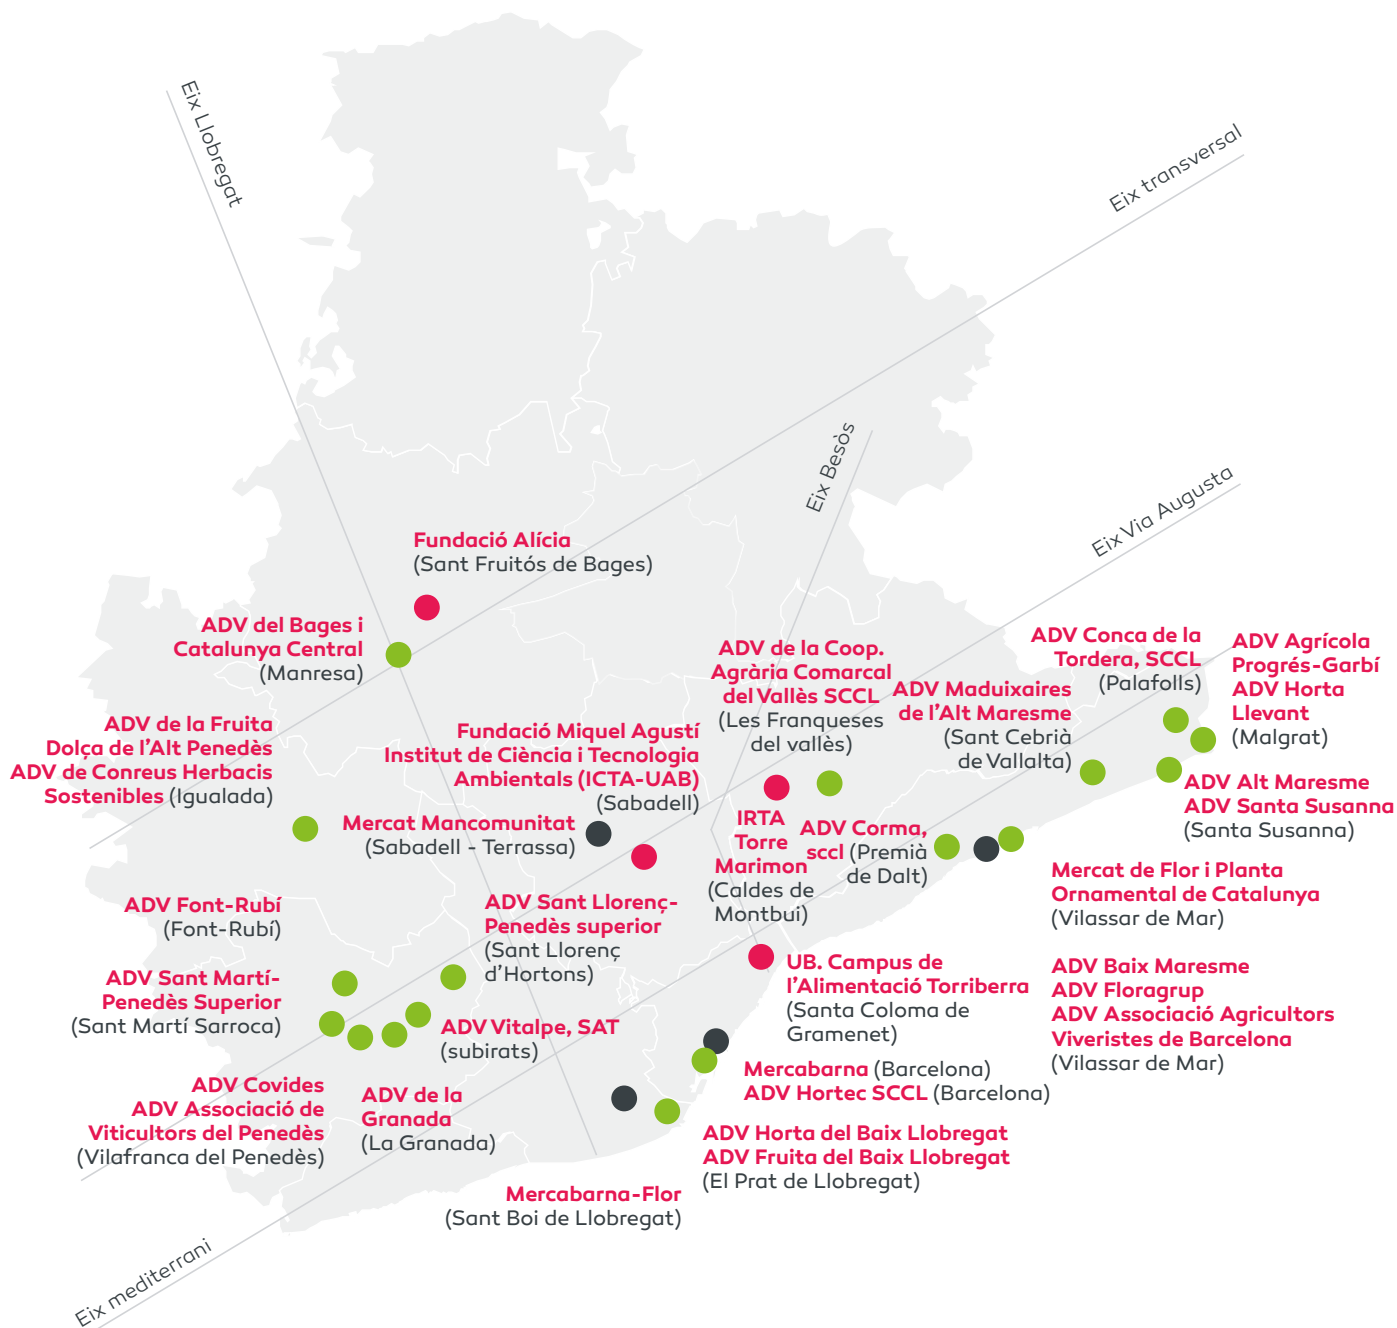 Eix Llobregat
Eix transversal
Eix Besòs
Eix Via Augusta
Fundació Alícia
(Sant Fruitós de Bages)
ADV del Bages i
Catalunya Central
(Manresa)
ADV de la Fruita
Dolça de l'Alt Penedès
ADV de Conreus Herbacis
Sostenibles (Igualada)
Fundació Miquel Agustí
Institut de Ciència i Tecnologia
Ambientals (ICTA-UAB)
(Sabadell)
Mercat Mancomunitat
(Sabadell - Terrassa)
ADV de la Coop.
Agrària Comarcal
del Vallès SCCL
(Les Franqueses
del vallès)
ADV Maduixaires
de l'Alt Maresme
(Sant Cebrià
de Vallalta)
ADV Conca de la
Tordera, SCCL
(Palafolls)
ADV Agrícola
Progrés-Garbí
ADV Horta
Llevant
(Malgrat)
ADV Alt Maresme
ADV Santa Susanna
(Santa Susanna)
IRTA
Torre
Marimon
(Caldes de
Montbui)
ADV Corma,
sccl (Premià
de Dalt)
Mercat de Flor i Planta
Ornamental de Catalunya
(Vilassar de Mar)
ADV Baix Maresme
ADV Floragrup
ADV Associació Agricultors
Viveristes de Barcelona
(Vilassar de Mar)
ADV Font-Rubí
(Font-Rubí)
ADV Sant Llorenç-
Penedès superior
(Sant Llorenç
d'Hortons)
ADV Sant Martí-
Penedès Superior
(Sant Martí Sarroca)
UB. Campus de
l'Alimentació Torriberra
(Santa Coloma de
Gramenet)
ADV Vitalpe, SAT
(subirats)
Mercabarna (Barcelona)
ADV Hortec SCCL (Barcelona)
ADV Covides
ADV Associació de
Viticultors del Penedès
(Vilafranca del Penedès)
ADV de la
Granada
(La Granada)
ADV Horta del Baix Llobregat
ADV Fruita del Baix Llobregat
(El Prat de Llobregat)
Mercabarna-Flor
(Sant Boi de Llobregat)
Eix mediterrani